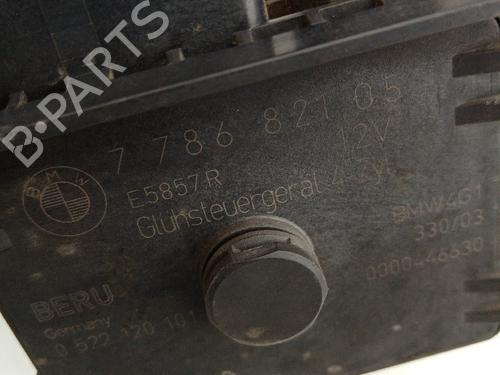 B-PARTS
7 786 821 05
12V
E5857R
Glühsteuergerät 4-Zyl.
BMW
BMW4G1
330/03
0000446630
BERU
Germany
0 522 120 101